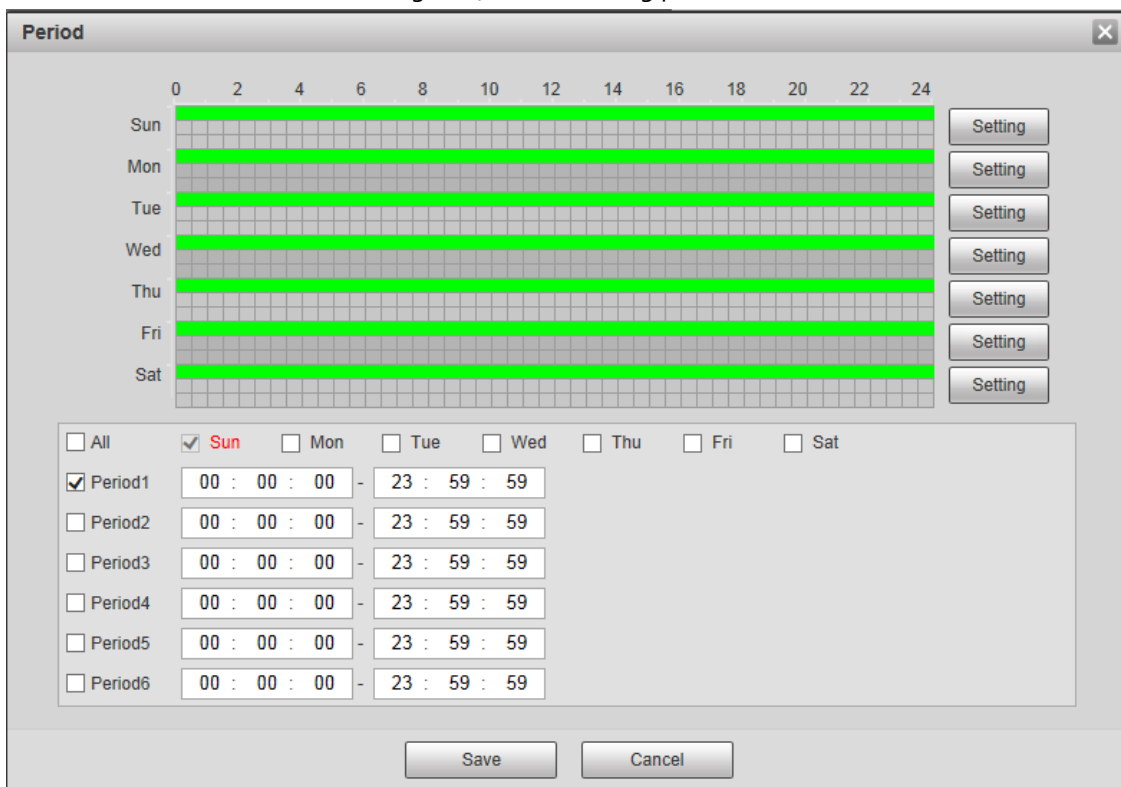 Period
0 2 4 6 8 10 12 14 16 18 20 22 24
Sun Setting
Mon Setting
Tue Setting
Wed Setting
Thu Setting
Fri Setting
Sat Setting
All Sun Mon Tue Wed Thu Fri Sat
Period1 00 : 00 : 00 - 23 : 59 : 59
Period2 00 : 00 : 00 - 23 : 59 : 59
Period3 00 : 00 : 00 - 23 : 59 : 59
Period4 00 : 00 : 00 - 23 : 59 : 59
Period5 00 : 00 : 00 - 23 : 59 : 59
Period6 00 : 00 : 00 - 23 : 59 : 59
Save Cancel